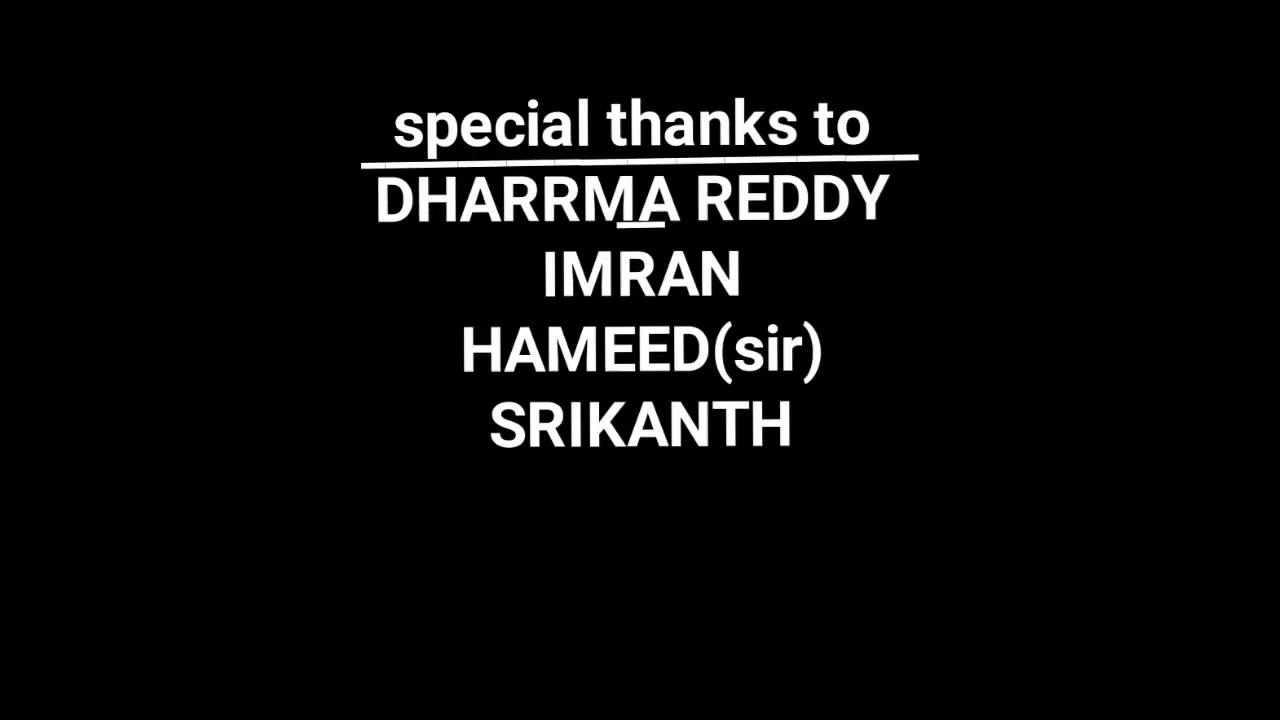 special thanks to
DHARRMA REDDY
IMRAN
HAMEED(sir)
SRIKANTH